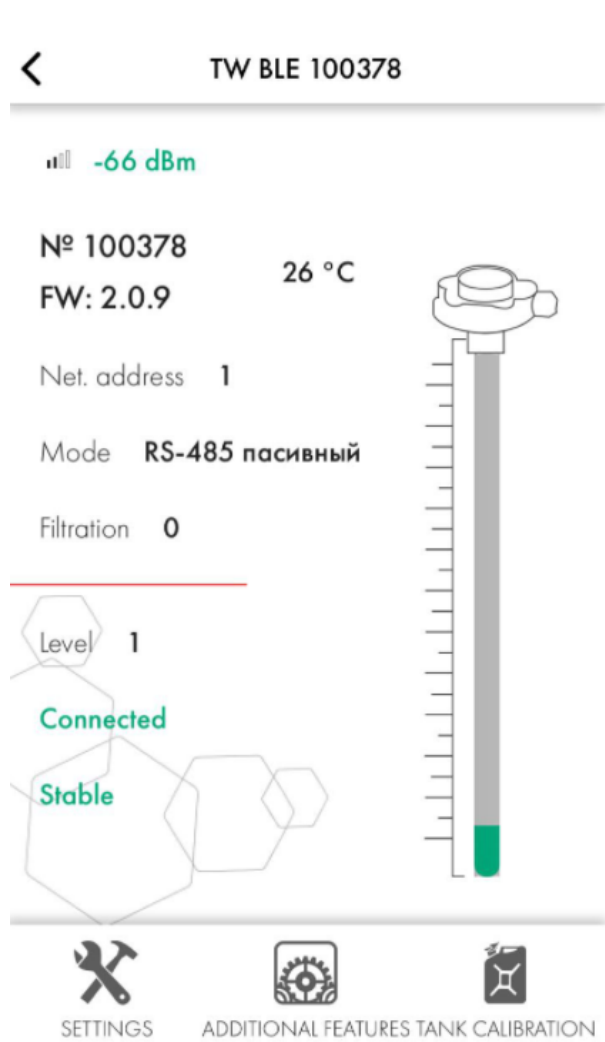 TW BLE 100378
-66 dBm
№ 100378
26 °C
FW: 2.0.9
Net. address 1
Mode RS-485 пасивный
Filtration 0
Level 1
Connected
Stable
SETTINGS ADDITIONAL FEATURES TANK CALIBRATION